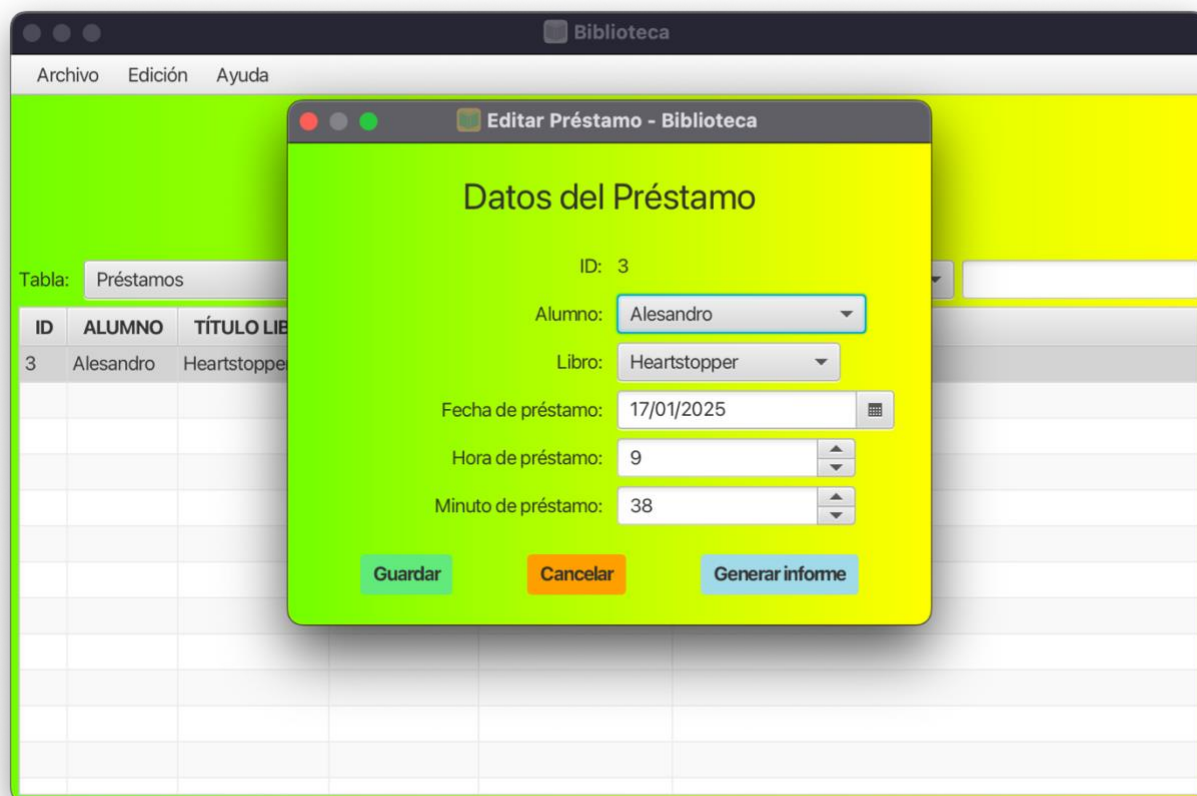 Biblioteca
Archivo Edición Ayuda
Editar Préstamo - Biblioteca
Datos del Préstamo
ID: 3
Alumno: Alesandro
Libro: Heartstopper
Fecha de préstamo: 17/01/2025
Hora de préstamo: 9
Minuto de préstamo: 38
Guardar Cancelar Generar informe
Tabla: Préstamos
ID ALUMNO TÍTULO LIB
3 Alesandro Heartstopper